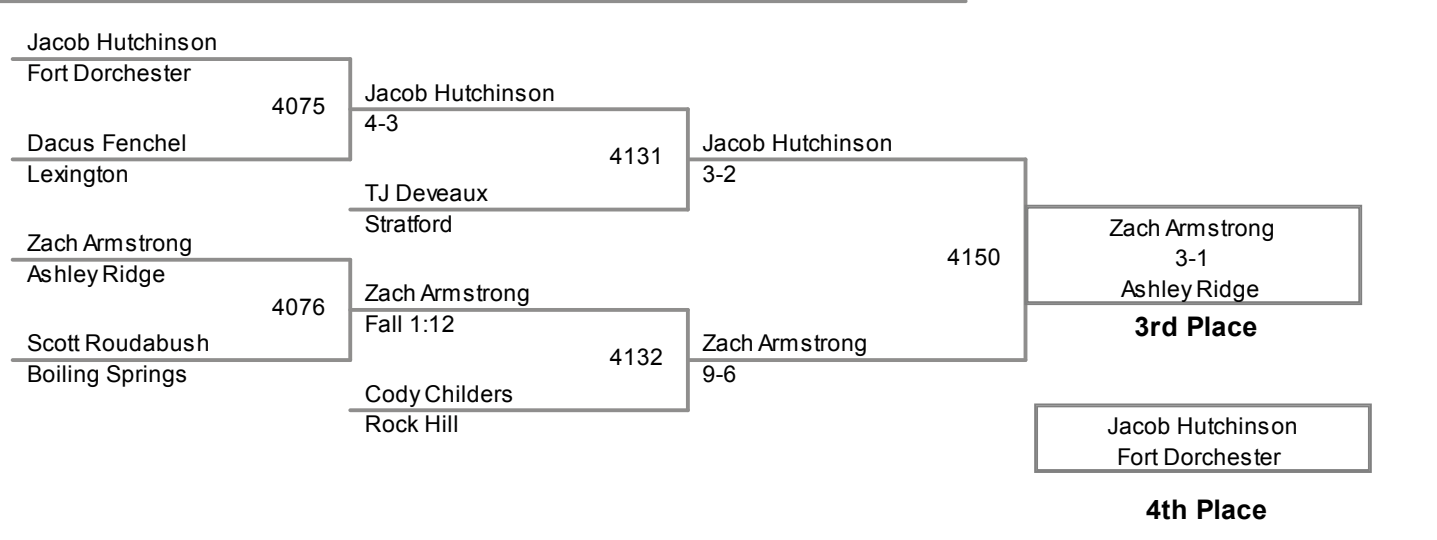 Jacob Hutchinson
Fort Dorchester
4075
Dacus Fenchel
Lexington
Zach Armstrong
Ashley Ridge
4076
Scott Roudabush
Boiling Springs
Jacob Hutchinson
4-3
4131
TJ Deveaux
Stratford
Zach Armstrong
Fall 1:12
4132
Cody Childers
Rock Hill
Jacob Hutchinson
3-2
4150
Zach Armstrong
9-6
Zach Armstrong
3-1
Ashley Ridge
3rd Place
Jacob Hutchinson
Fort Dorchester
4th Place